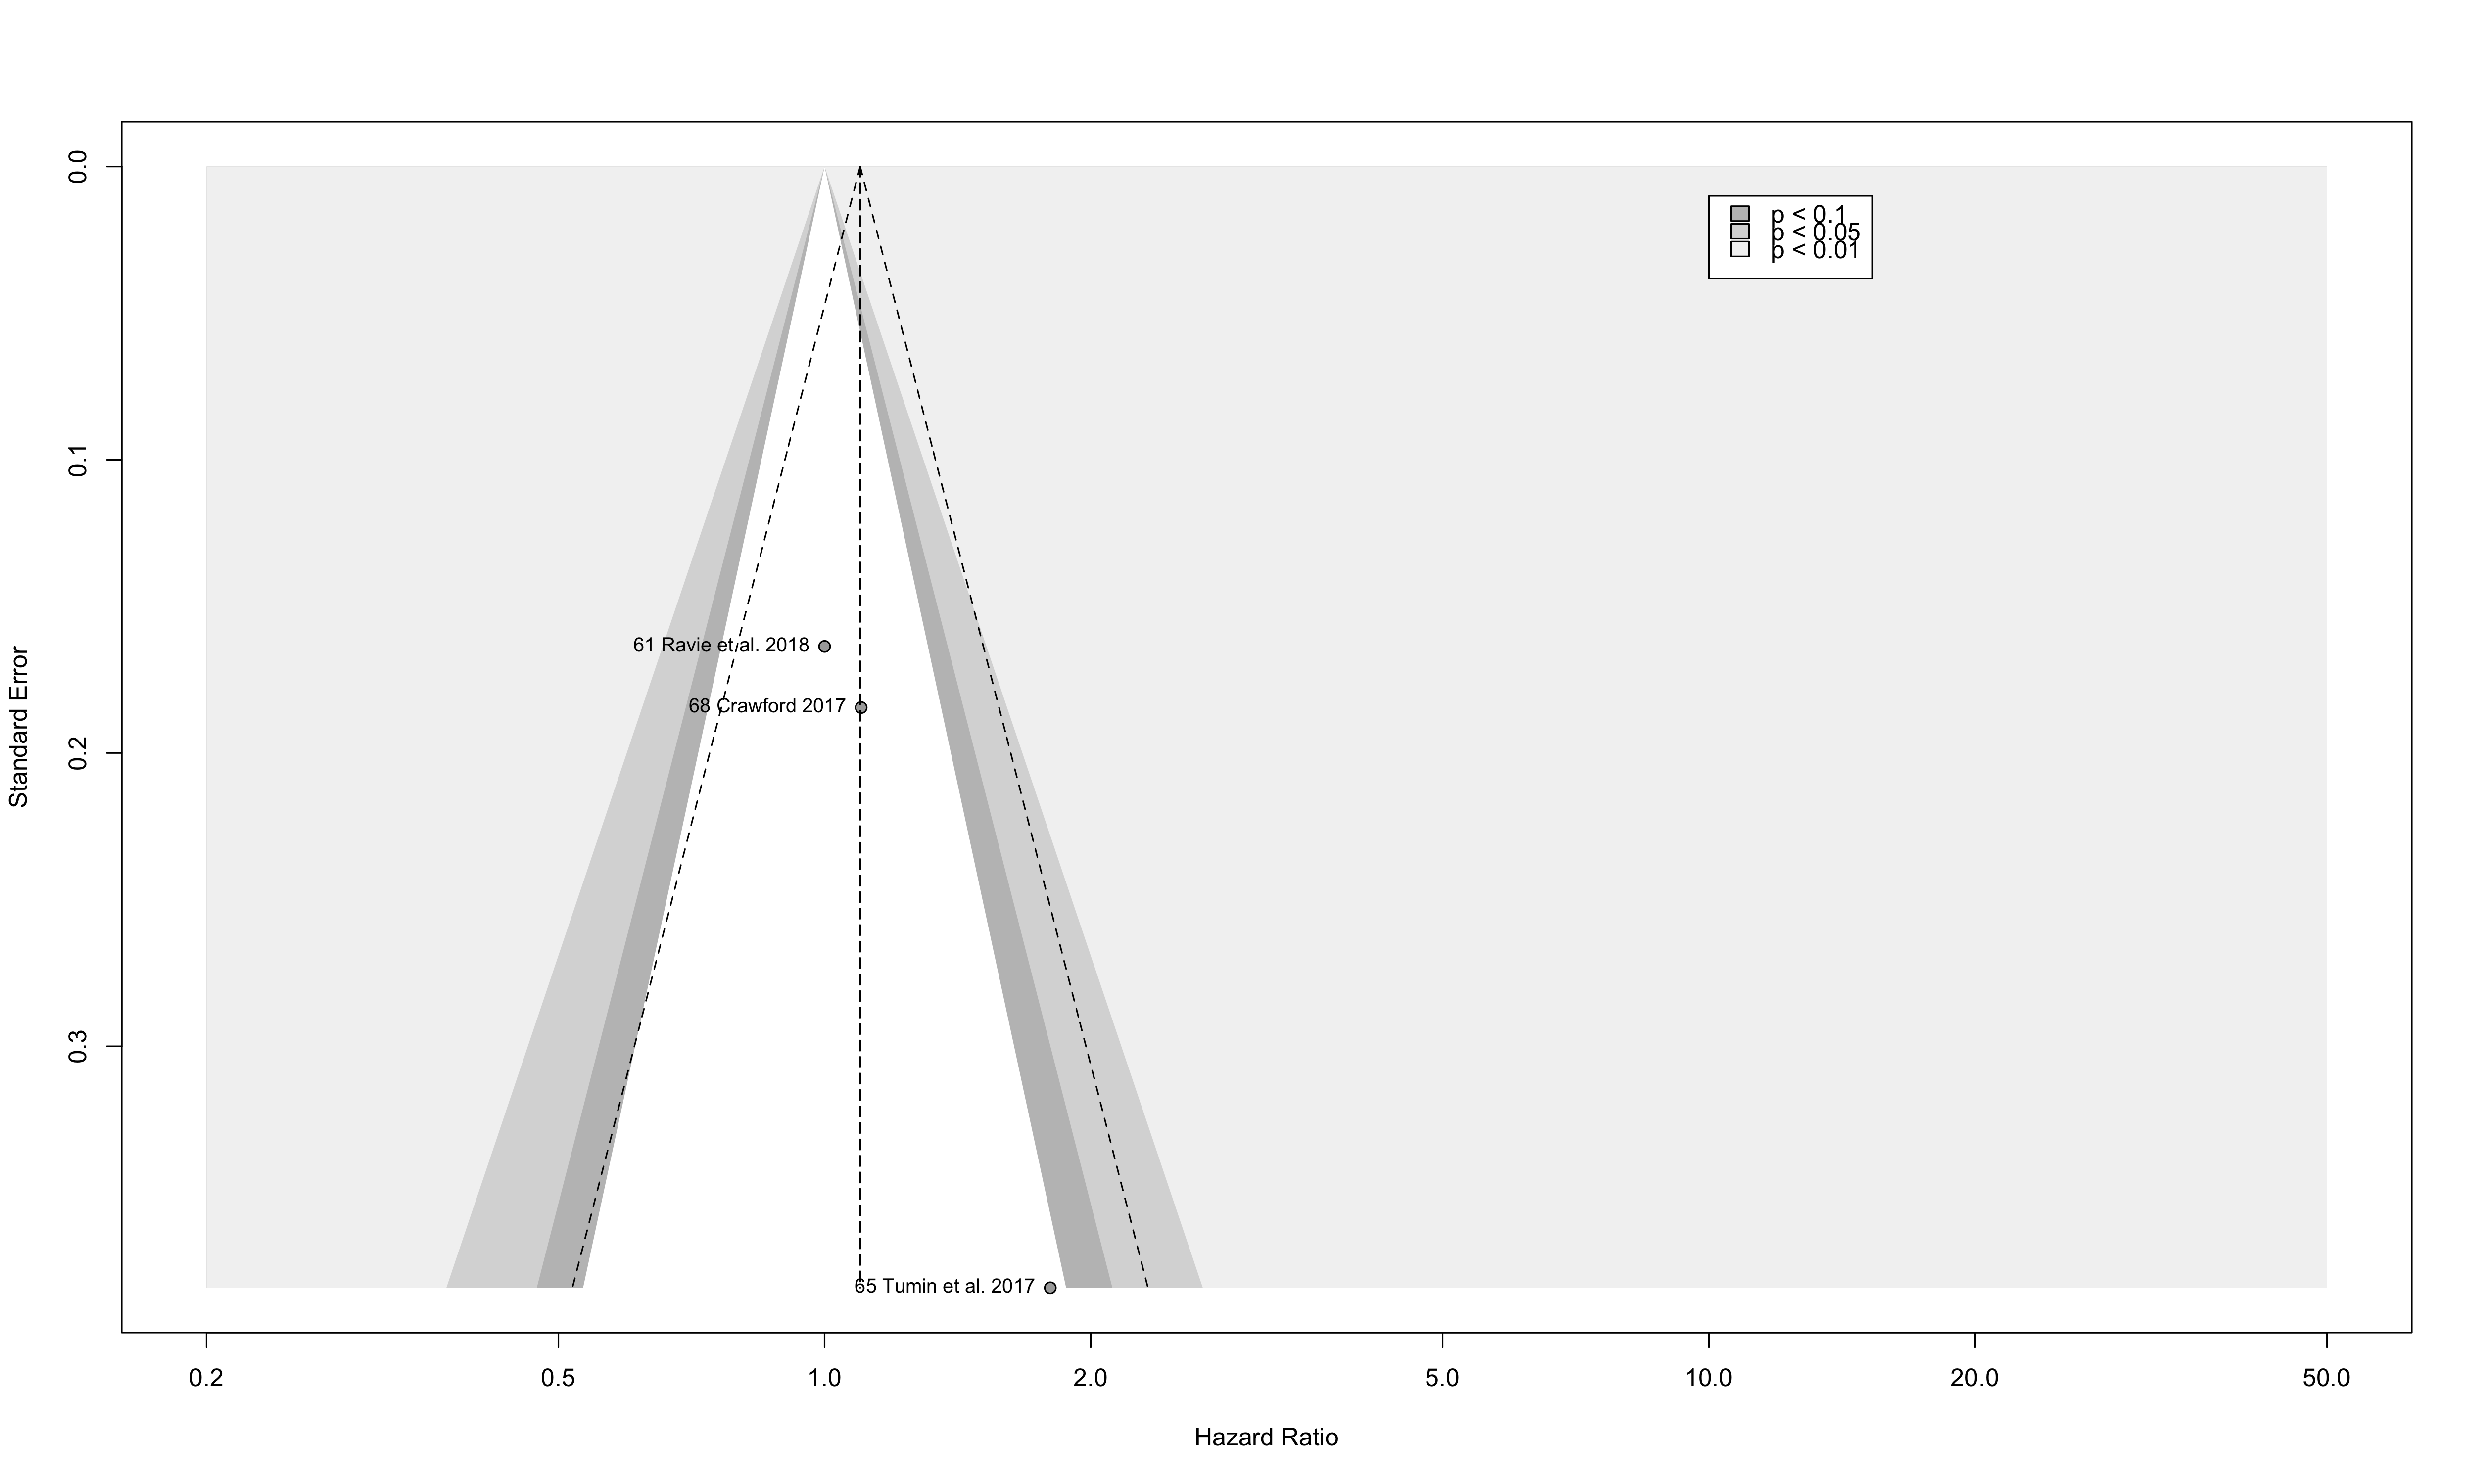 p < 0.1
p < 0.05
p < 0.01
0.0
0.1
0.2
0.3
Standard Error
61 Ravie et al. 2018
68 Crawford 2017
65 Tumin et al. 2017
0.2 0.5 1.0 2.0 5.0 10.0 20.0 50.0
Hazard Ratio